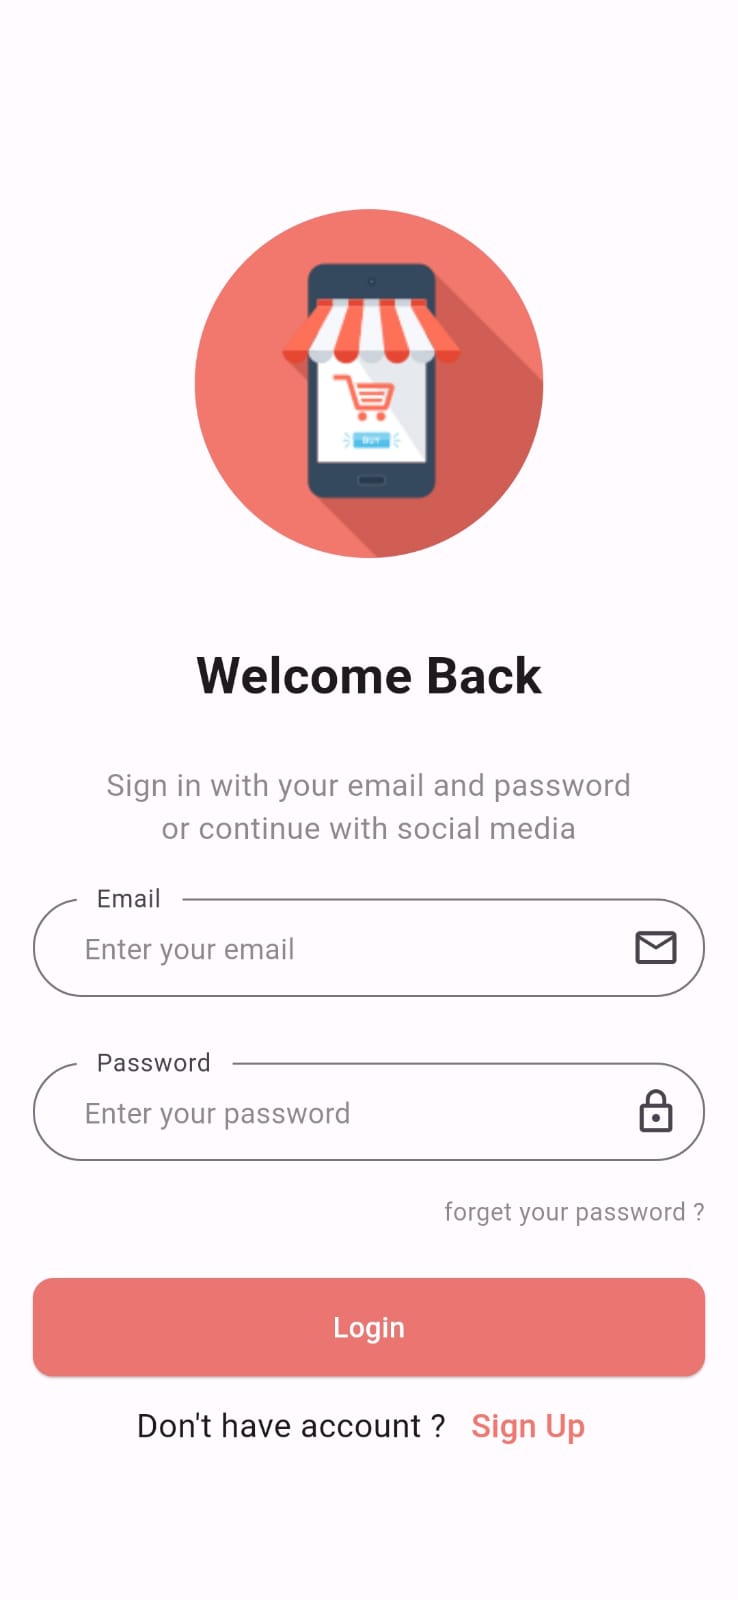 BUY
Welcome Back
Sign in with your email and password
or continue with social media
Email
Enter your email
Password
Enter your password
forget your password ?
Login
Don't have account ? Sign Up